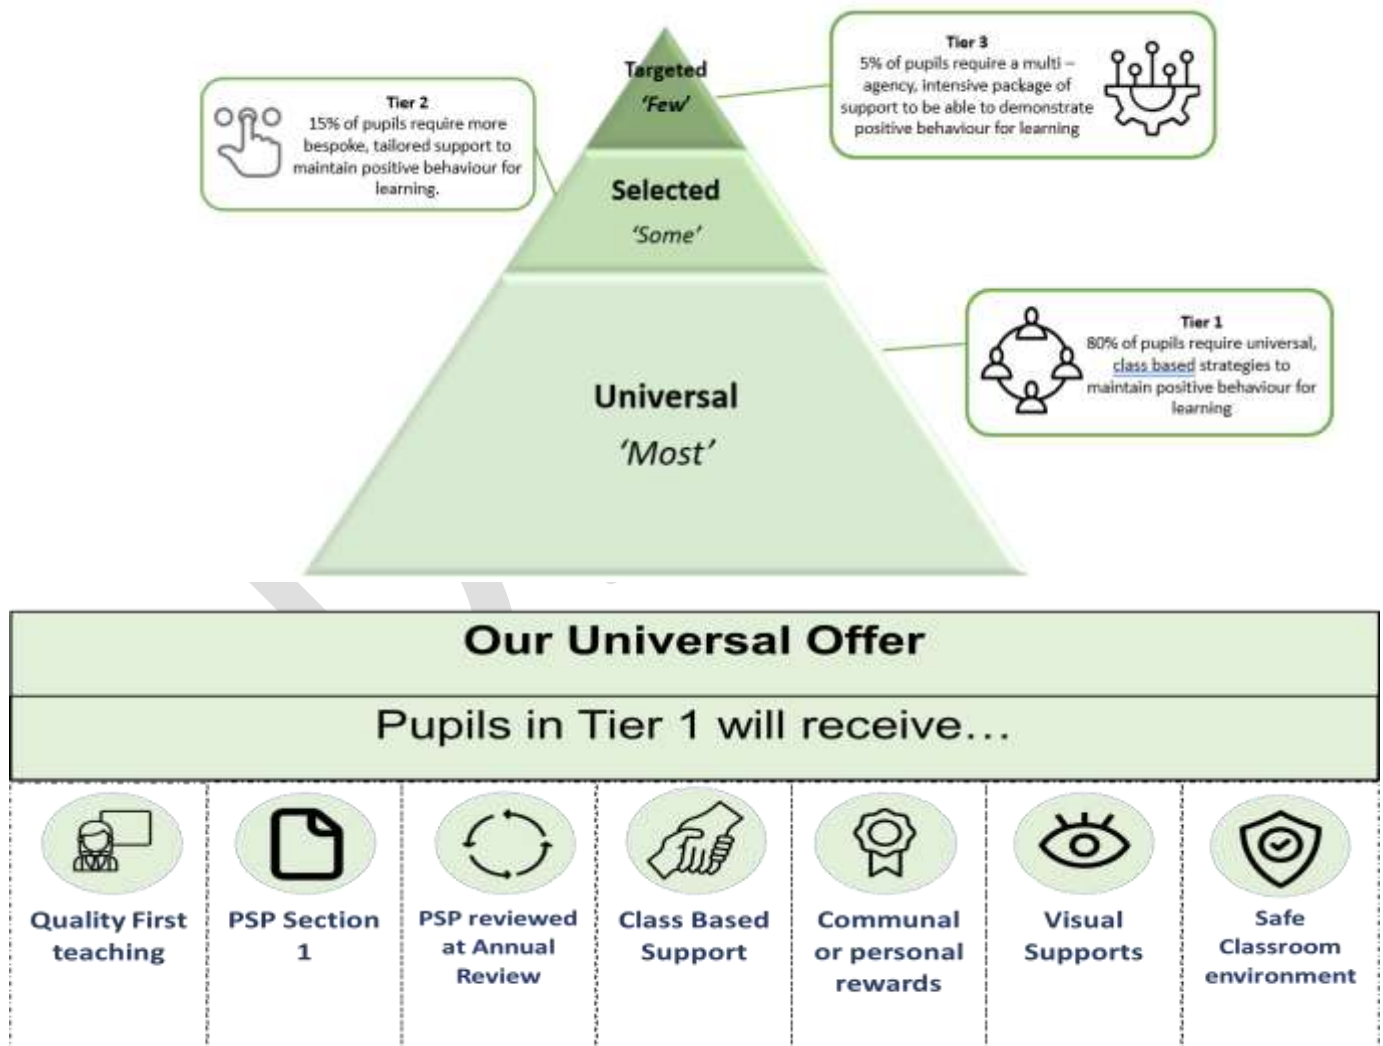 Targeted
'Few'
Tier 3
5% of pupils require a multi –
agency, intensive package of
support to be able to demonstrate
positive behaviour for learning
Tier 2
15% of pupils require more
bespoke, tailored support to
maintain positive behaviour for
learning.
Selected
'Some'
Tier 1
80% of pupils require universal,
class based strategies to
maintain positive behaviour for
learning
Universal
'Most'
Our Universal Offer
Pupils in Tier 1 will receive…
Quality First
teaching
PSP Section
1
PSP reviewed
at Annual
Review
Class Based
Support
Communal
or personal
rewards
Visual
Supports
Safe
Classroom
environment